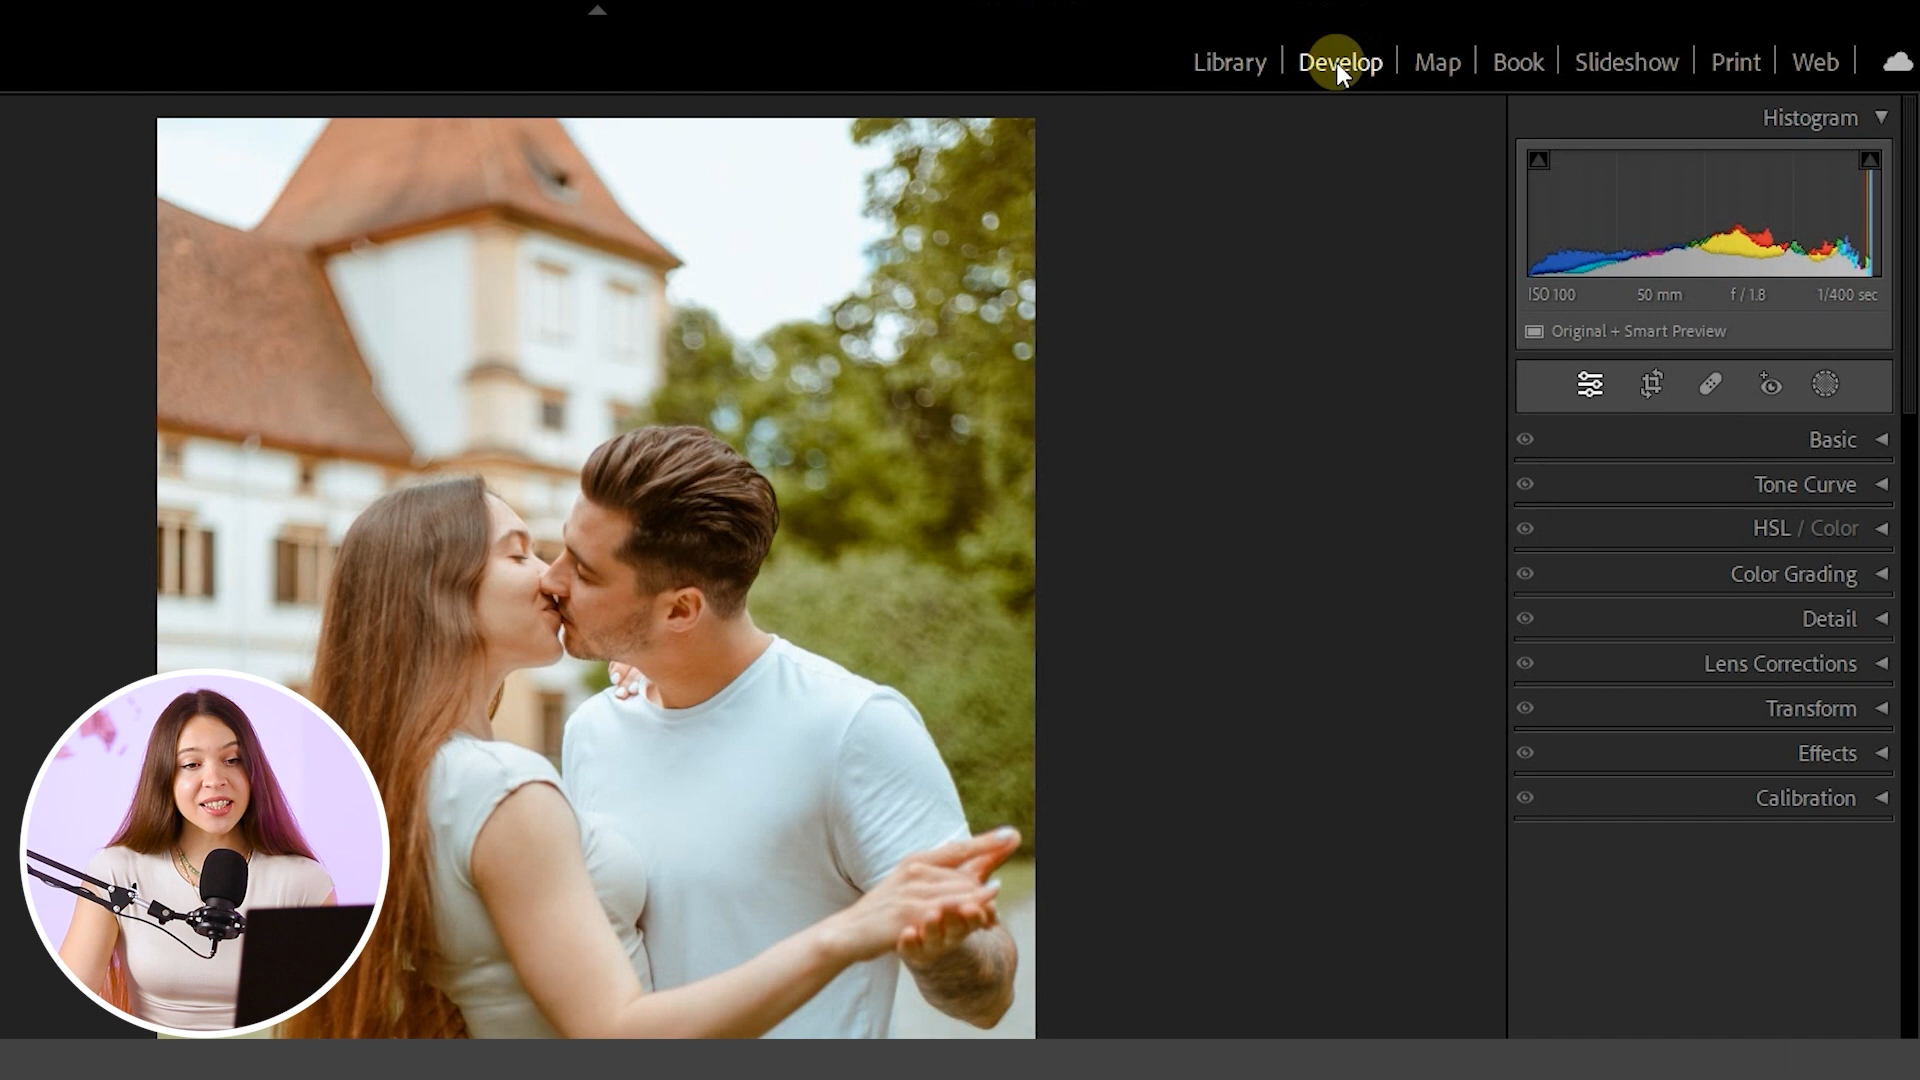 Library | Develop | Map | Book | Slideshow | Print | Web |
Histogram
ISO 100 50 mm f / 1.8 1/400 sec
Original + Smart Preview
Basic
Tone Curve
HSL / Color
Color Grading
Detail
Lens Corrections
Transform
Effects
Calibration